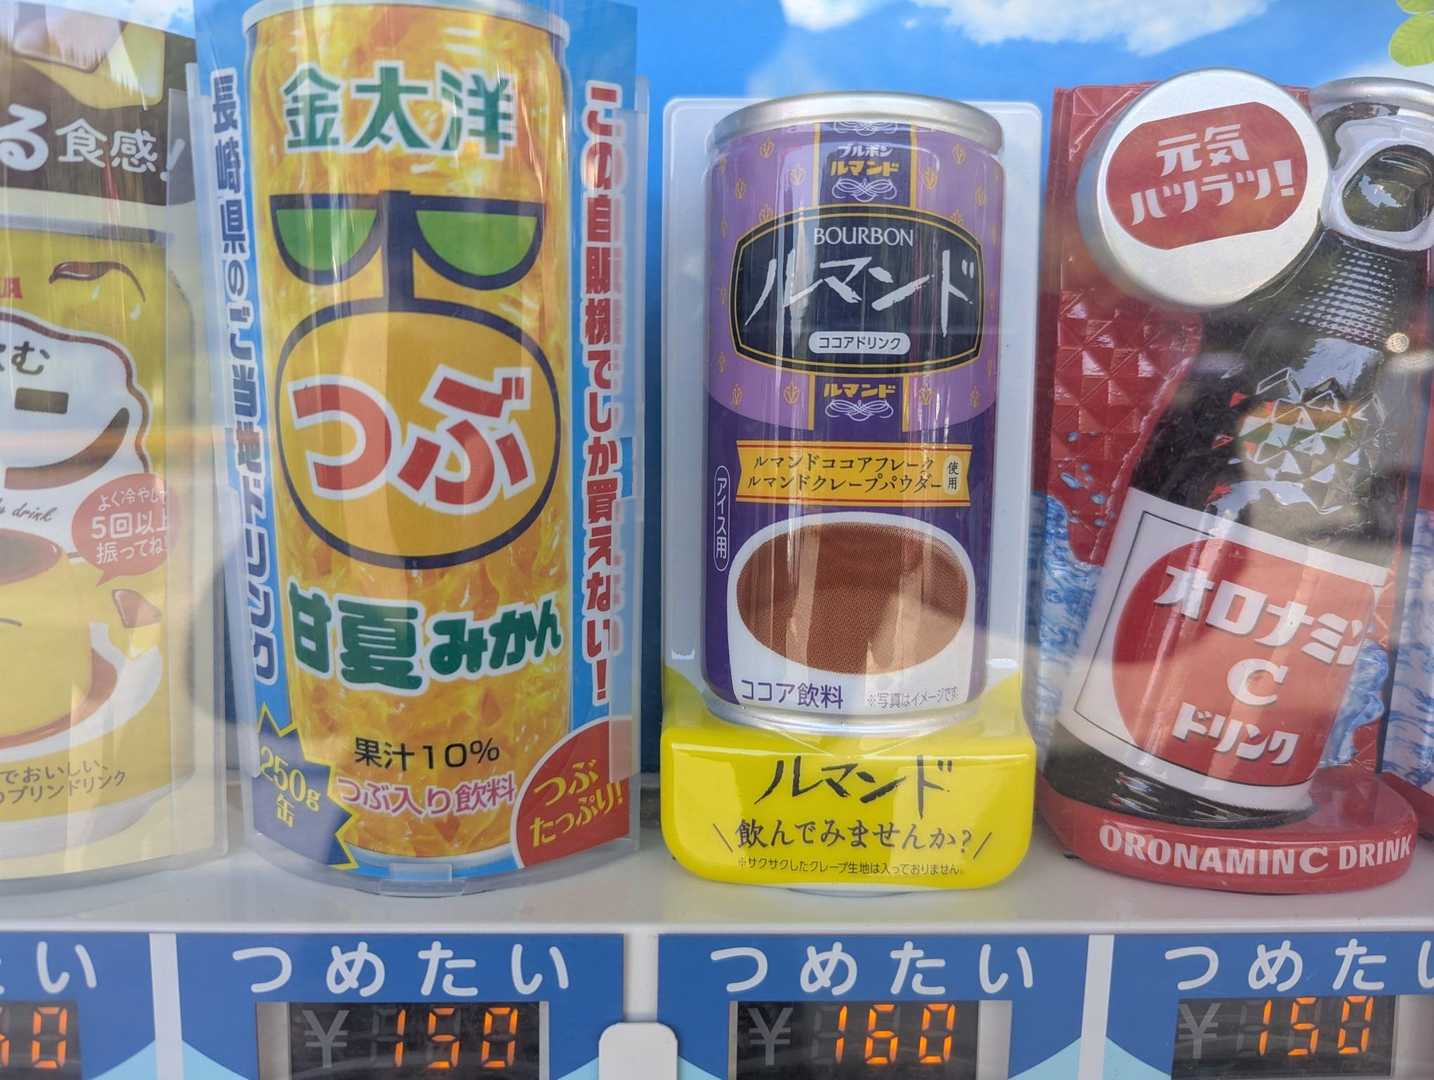 る食感!
よく冷やして
5回以上
振ってね!
でおいしい、
プリンドリンク
長崎県のご当地ドリンク
金太洋
つぶ
甘夏みかん
果汁10%
つぶ入り飲料
250g
缶
つぶ
たっぷり!
この自販機でしか買えない!
ブルボン
ルマンド
BOURBON
ルマンド
ココアドリンク
ルマンド
ルマンドココアフレーク
ルマンドクレープパウダー
使用
アイス用
ココア飲料
※写真はイメージです
ルマンド
\飲んでみませんか?/
※サクサクしたクレープ生地は入っておりません。
元気
ハツラツ!
オロナミン
C
ドリンク
ORONAMIN C DRINK
たい
つめたい
つめたい
つめたい
60
¥150
¥160
¥150